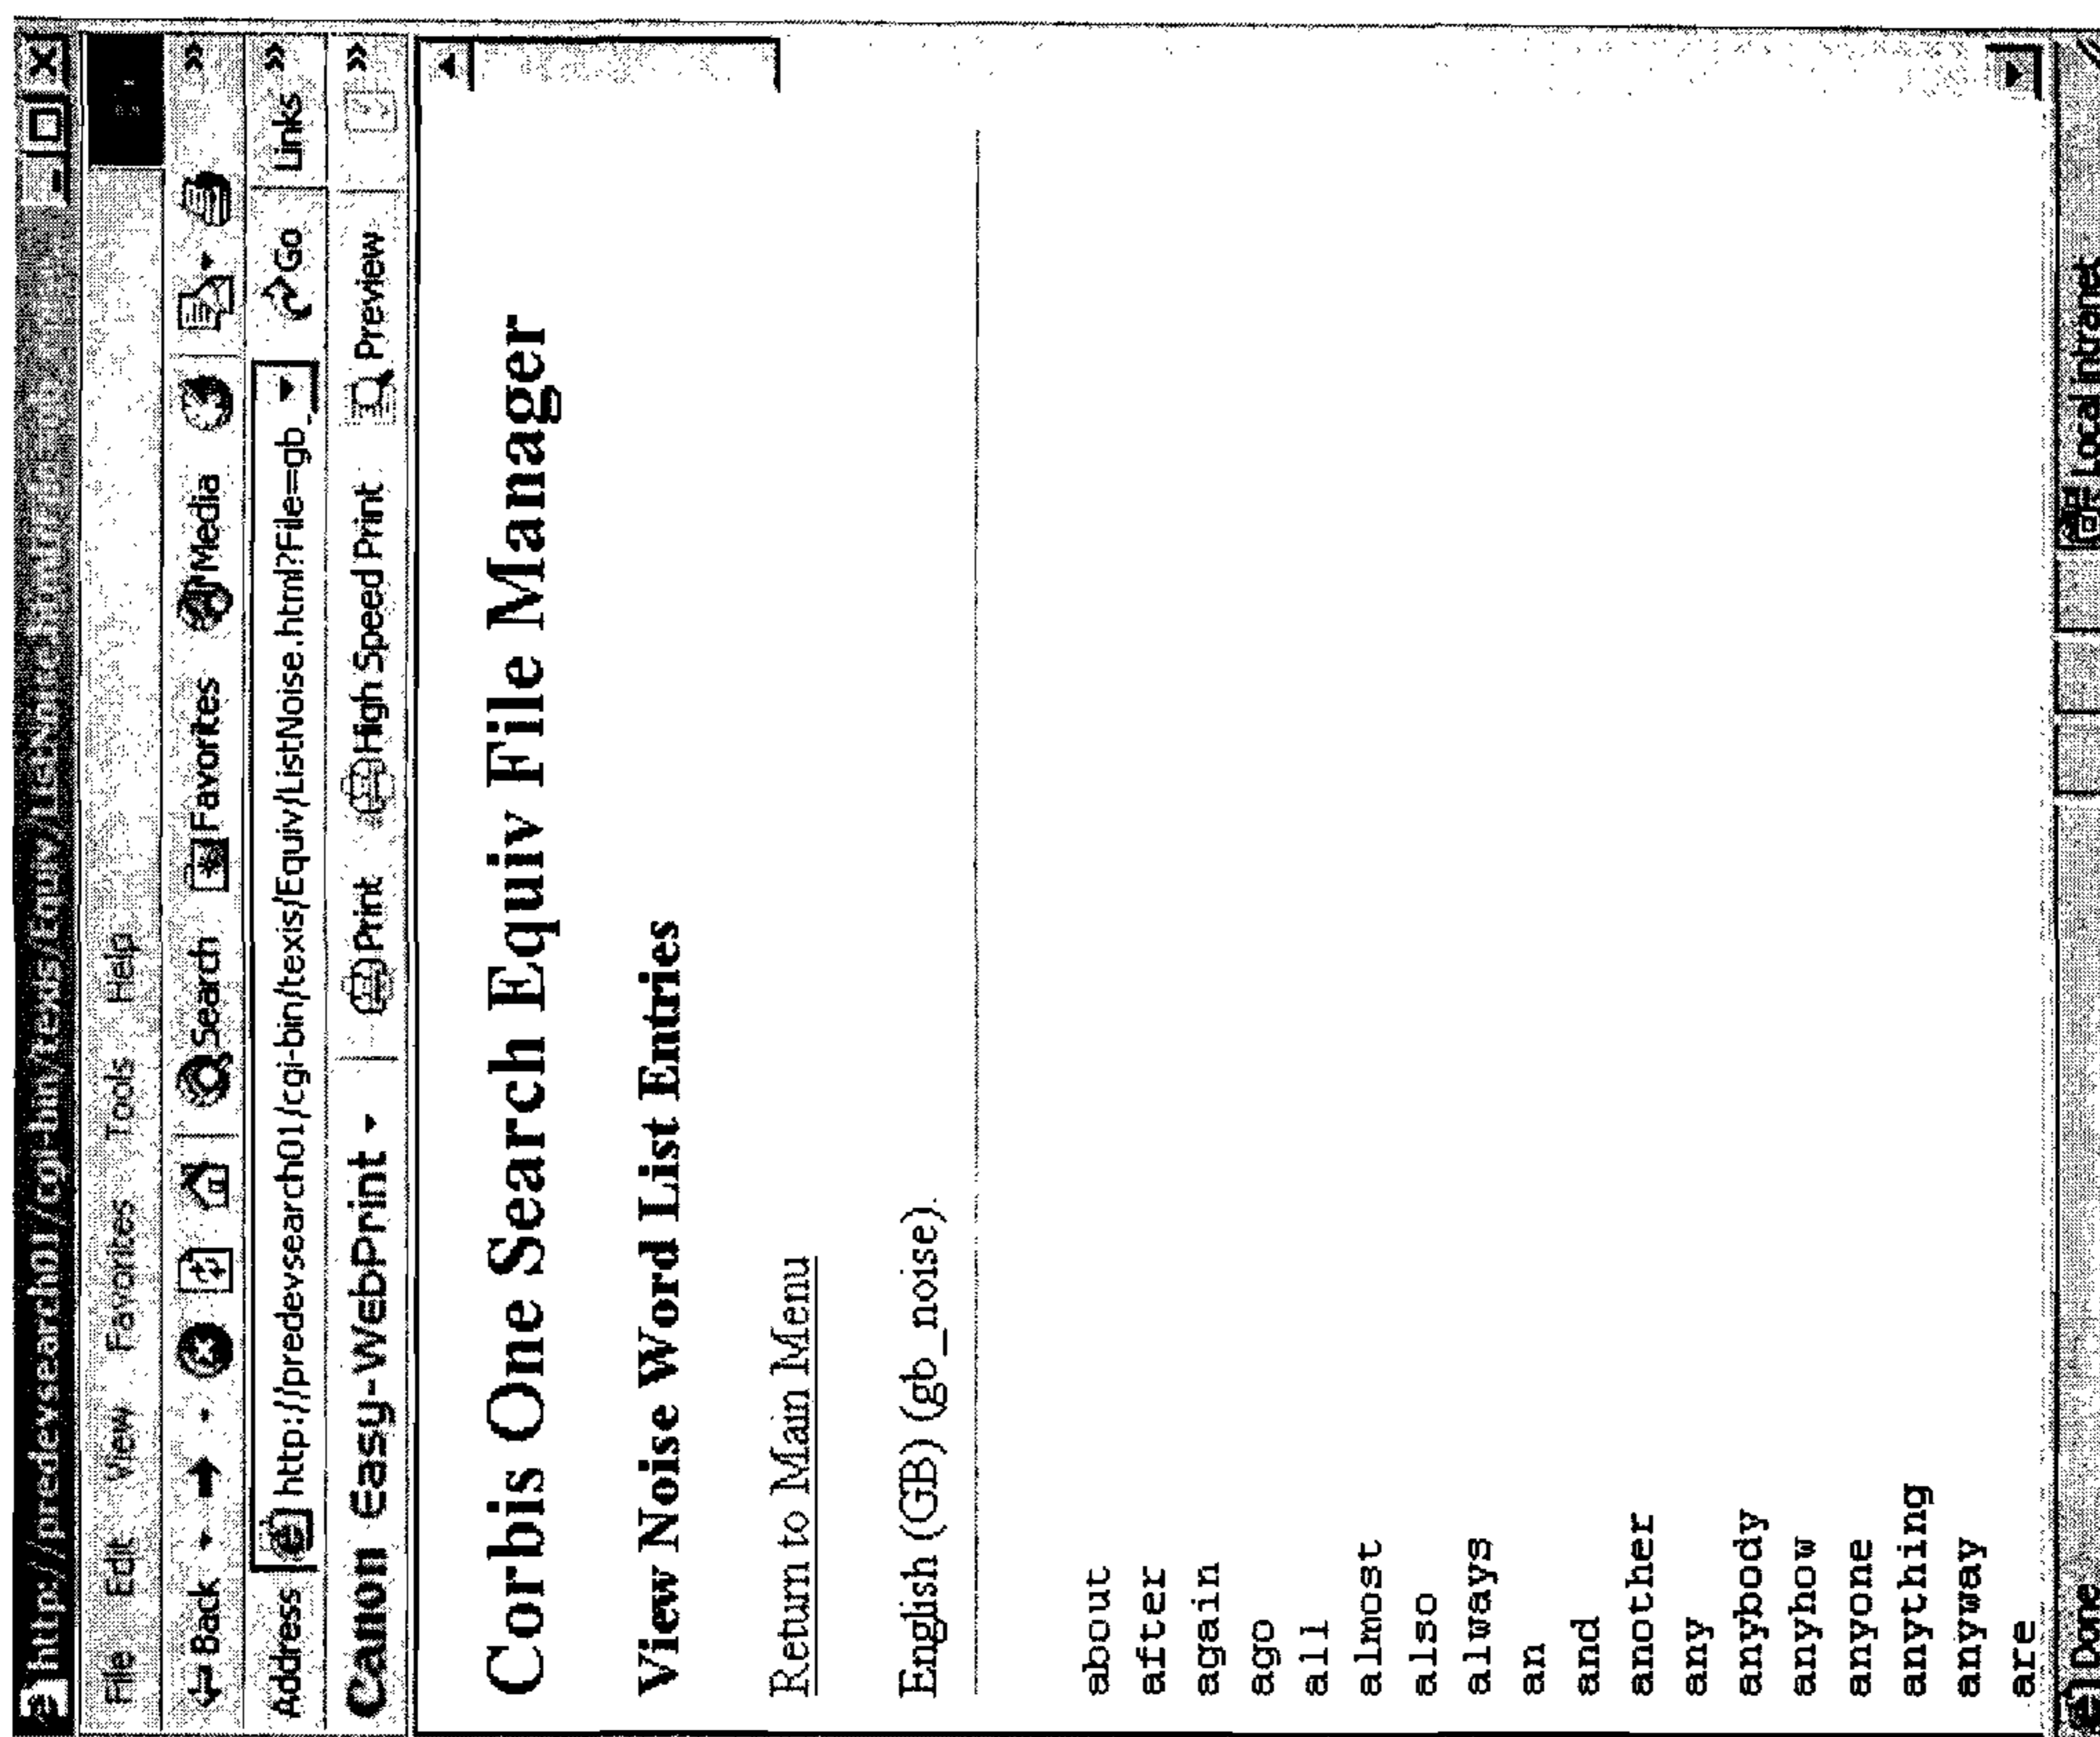 http://predevsearch01/cgi-bin/texis/Equiv/ListNoise.html?File=gb_
File Edit View Favorites Tools Help
Back Search Favorites Media
Address http://predevsearch01/cgi-bin/texis/Equiv/ListNoise.html?File=gb_ Go Links
Canon Easy-WebPrint Print High Speed Print Preview
Corbis One Search Equiv File Manager
View Noise Word List Entries
Return to Main Menu
English (GB) (gb_noise)
about
after
again
ago
all
almost
also
always
an
and
another
any
anybody
anyhow
anyone
anything
anyway
are
Done Local intranet